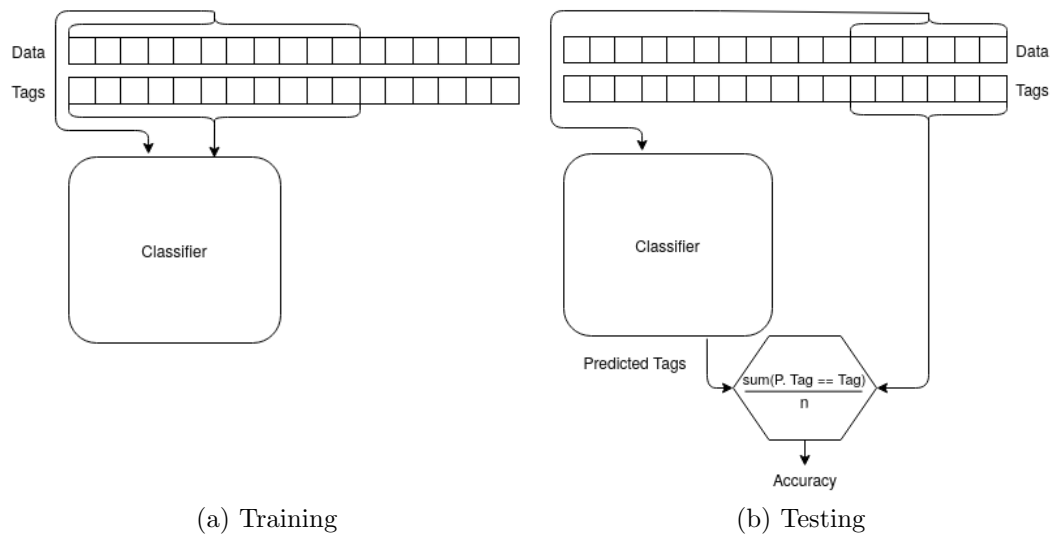 Data
Tags
Classifier
(a) Training
Data
Tags
Classifier
Predicted Tags
sum(P. Tag == Tag)
n
Accuracy
(b) Testing